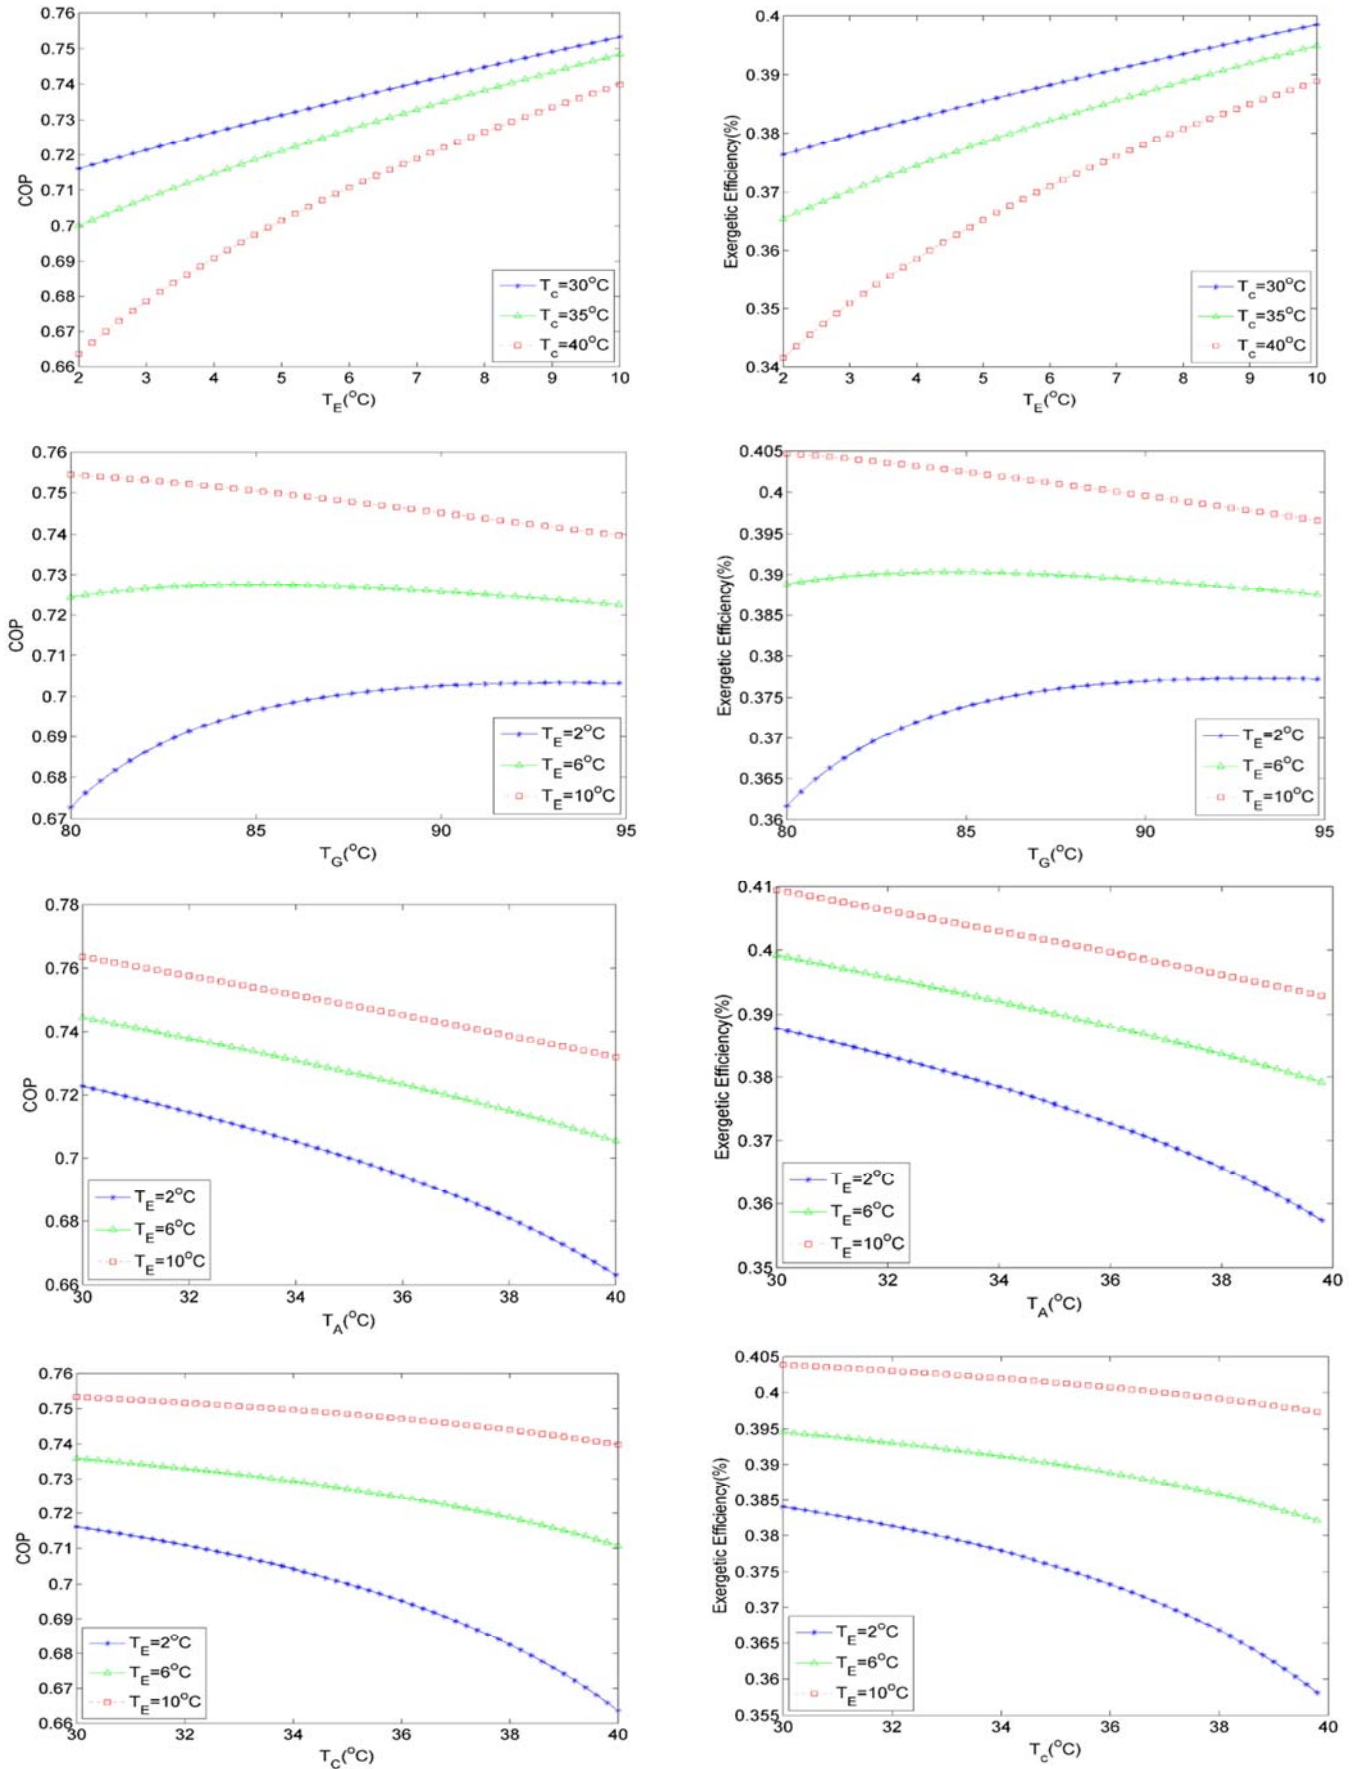 0.76
0.75
0.74
0.73
0.72
0.71
0.7
0.69
0.68
0.67
0.66
COP
2 3 4 5 6 7 8 9 10
T_E(°C)
T_c=30°C
T_c=35°C
T_c=40°C
0.4
0.39
0.38
0.37
0.36
0.35
0.34
Exergetic Efficiency(%)
2 3 4 5 6 7 8 9 10
T_E(°C)
T_c=30°C
T_c=35°C
T_c=40°C
0.76
0.75
0.74
0.73
0.72
0.71
0.7
0.69
0.68
0.67
COP
80 85 90 95
T_G(°C)
T_E=2°C
T_E=6°C
T_E=10°C
0.405
0.4
0.395
0.39
0.385
0.38
0.375
0.37
0.365
0.36
Exergetic Efficiency(%)
80 85 90 95
T_G(°C)
T_E=2°C
T_E=6°C
T_E=10°C
0.78
0.76
0.74
0.72
0.7
0.68
0.66
COP
30 32 34 36 38 40
T_A(°C)
T_E=2°C
T_E=6°C
T_E=10°C
0.41
0.4
0.39
0.38
0.37
0.36
0.35
Exergetic Efficiency(%)
30 32 34 36 38 40
T_A(°C)
T_E=2°C
T_E=6°C
T_E=10°C
0.76
0.75
0.74
0.73
0.72
0.71
0.7
0.69
0.68
0.67
0.66
COP
30 32 34 36 38 40
T_C(°C)
T_E=2°C
T_E=6°C
T_E=10°C
0.405
0.4
0.395
0.39
0.385
0.38
0.375
0.37
0.365
0.36
0.355
Exergetic Efficiency(%)
30 32 34 36 38 40
T_c(°C)
T_E=2°C
T_E=6°C
T_E=10°C